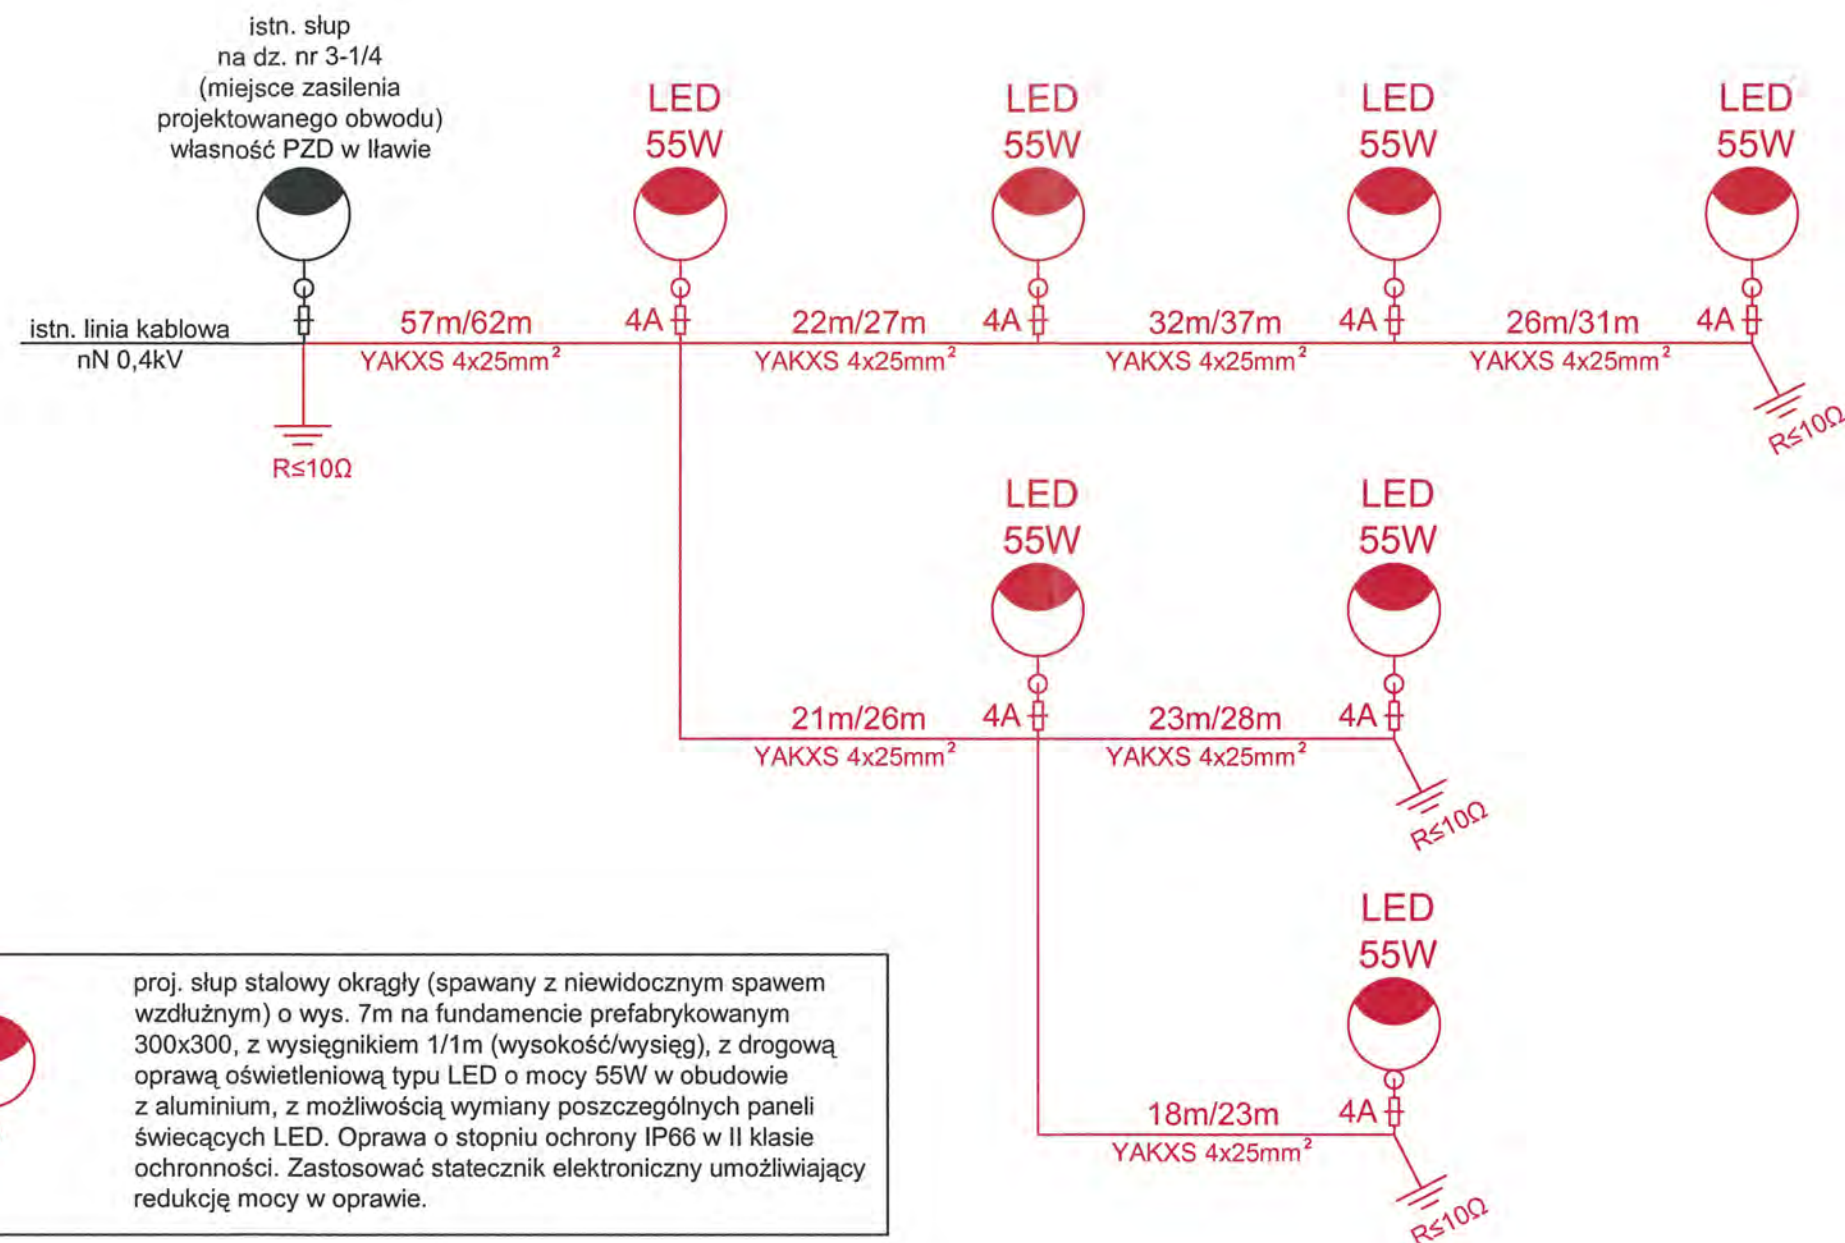 istn. słup
na dz. nr 3-1/4
(miejsce zasilenia
projektowanego obwodu)
własność PZD w Iławie
LED
55W
LED
55W
LED
55W
LED
55W
istn. linia kablowa
nN 0,4kV
57m/62m
YAKXS 4x25mm²
4A
22m/27m
YAKXS 4x25mm²
4A
32m/37m
YAKXS 4x25mm²
4A
26m/31m
YAKXS 4x25mm²
4A
R≤10Ω
R≤10Ω
LED
55W
LED
55W
21m/26m
YAKXS 4x25mm²
4A
23m/28m
YAKXS 4x25mm²
4A
R≤10Ω
LED
55W
18m/23m
YAKXS 4x25mm²
4A
R≤10Ω
proj. słup stalowy okrągły (spawany z niewidocznym spawem
wzdłużnym) o wys. 7m na fundamencie prefabrykowanym
300x300, z wysięgnikiem 1/1m (wysokość/wysięg), z drogową
oprawą oświetleniową typu LED o mocy 55W w obudowie
z aluminium, z możliwością wymiany poszczególnych paneli
świecących LED. Oprawa o stopniu ochrony IP66 w II klasie
ochronności. Zastosować statecznik elektroniczny umożliwiający
redukcję mocy w oprawie.